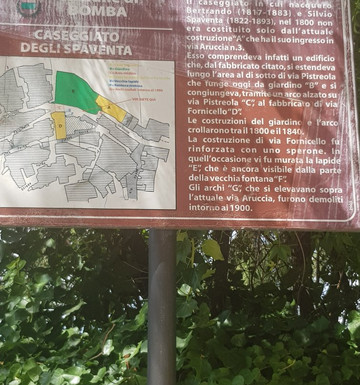 BOMBA
CASEGGIATO
DEGLI SPAVENTA
Il caseggiato in cui nacquero
Bertrando (1817-1883) e Silvio
Spaventa (1822-1893), nel 1800 non
era costituito solo dall'attuale
costruzione"A" che ha il suo ingresso in
via Aruccia n.3.
Esso comprendeva infatti un edificio
che, dal fabbricato citato, si estendeva
fungo l'area al di sotto di via Pistreola
che funge oggi da giardino "B" e si
congiungeva, tramite un arco alzato su
via Pistreola "C", al fabbricato di via
Fornicello"D".
Le costruzioni del giardino e l'arco
crollarono tra il 1800 e il 1840.
La costruzione di via Fornicello fu
rinforzata con uno sperone. In
quell'occasione vi fu murata la lapide
"E", che è ancora visibile dalla parte
della vecchia fontana"F".
Gli archi "G", che si elevavano sopra
l'attuale via Aruccia, furono demoliti
intorno al 1900.